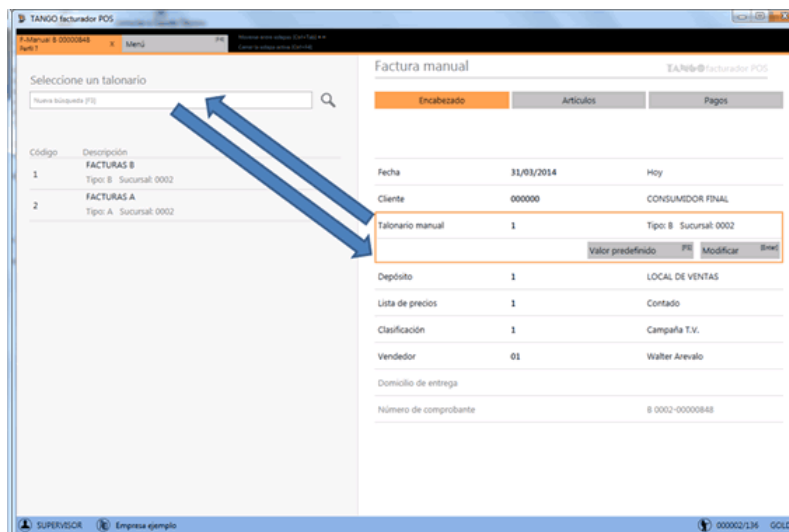 TANGO facturador POS
F-Manual B 00000848 X Menú
Perfil 1
Factura manual
facturador POS
Seleccione un talonario
Nueva búsqueda [F3]
Encabezado Artículos Pagos
Código Descripción
1 FACTURAS B
Tipo: B Sucursal: 0002
2 FACTURAS A
Tipo: A Sucursal: 0002
Fecha 31/03/2014 Hoy
Cliente 000000 CONSUMIDOR FINAL
Talonario manual 1 Tipo: B Sucursal: 0002
Valor predefinido Modificar [Enter]
Depósito 1 LOCAL DE VENTAS
Lista de precios 1 Contado
Clasificación 1 Campaña T.V.
Vendedor 01 Walter Arevalo
Domicilio de entrega
Número de comprobante B 0002-00000848
SUPERVISOR Empresa ejemplo 000002/136 GOLD